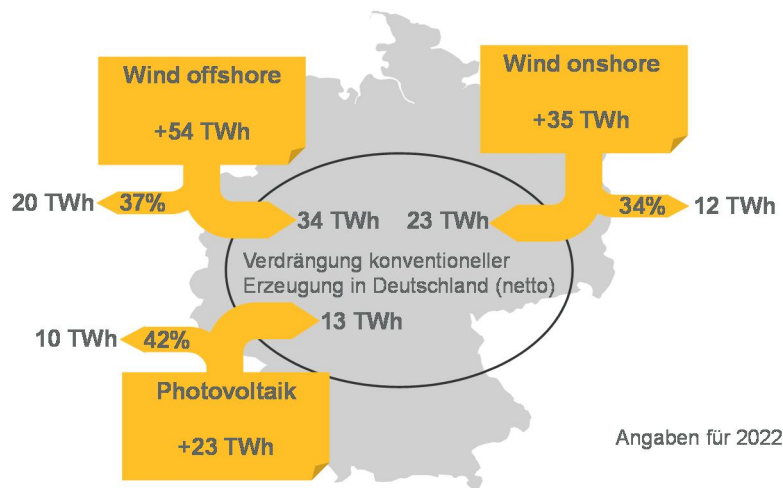 Wind offshore
+54 TWh
Wind onshore
+35 TWh
20 TWh
37%
34%
12 TWh
34 TWh
23 TWh
Verdrängung konventioneller
Erzeugung in Deutschland (netto)
13 TWh
10 TWh
42%
Photovoltaik
+23 TWh
Angaben für 2022